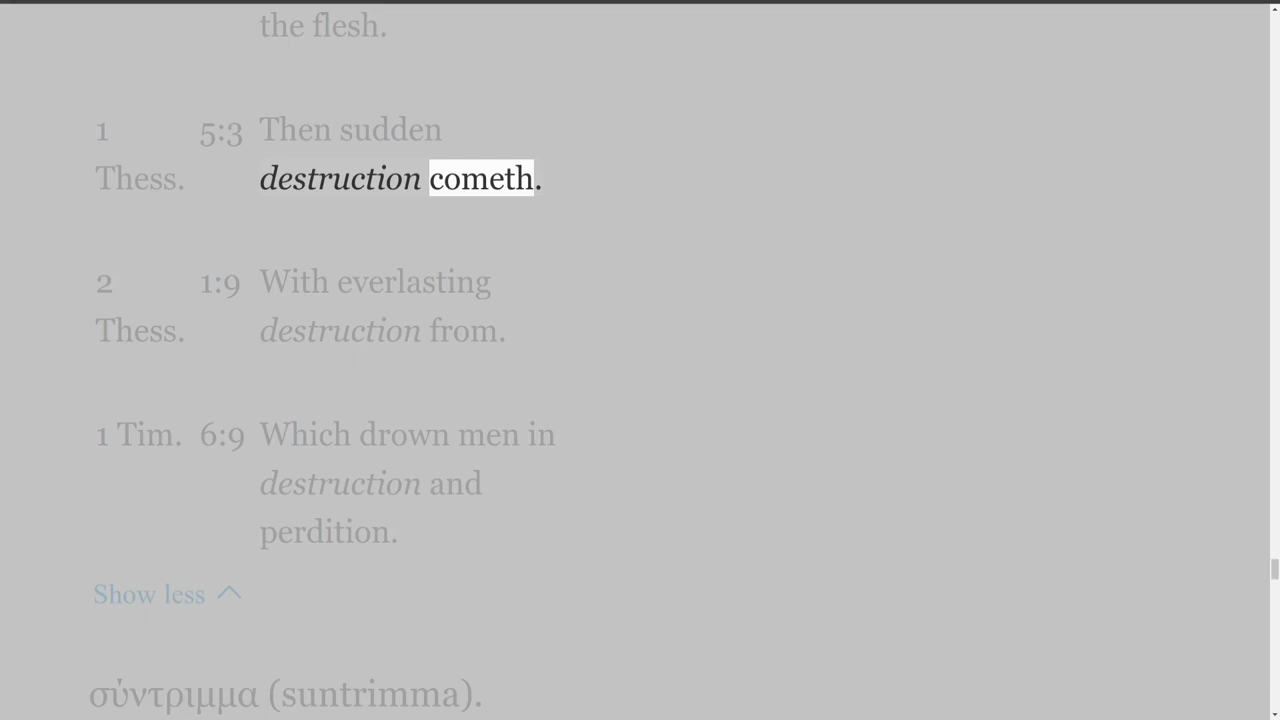 the flesh.
1 5:3 Then sudden
Thess. destruction cometh.
2 1:9 With everlasting
Thess. destruction from.
1 Tim. 6:9 Which drown men in
destruction and
perdition.
Show less
σύντριμμα (suntrimma).